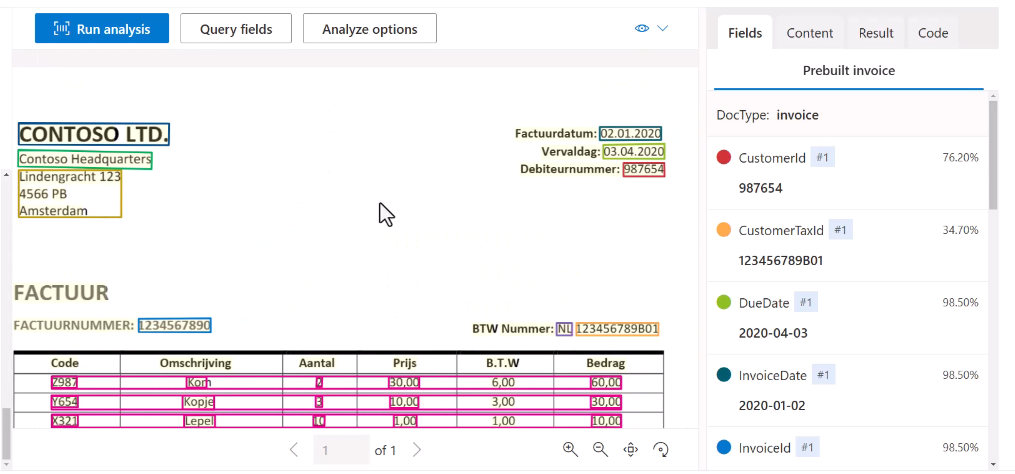 Run analysis
Query fields
Analyze options
CONTOSO LTD.
Contoso Headquarters
Lindengracht 123
4566 PB
Amsterdam
Factuurdatum: 02.01.2020
Vervaldag: 03.04.2020
Debiteurnummer: 987654
FACTUUR
FACTUURNUMMER: 1234567890
BTW Nummer: NL 123456789B01
Code Omschrijving Aantal Prijs B.T.W Bedrag
Z987 Kom 2 30,00 6,00 60,00
Y654 Kopje 3 10,00 3,00 30,00
X321 Lepel 10 1,00 1,00 10,00
1 of 1
Fields Content Result Code
Prebuilt invoice
DocType: invoice
CustomerId #1 76.20%
987654
CustomerTaxId #1 34.70%
123456789B01
DueDate #1 98.50%
2020-04-03
InvoiceDate #1 98.50%
2020-01-02
InvoiceId #1 98.50%